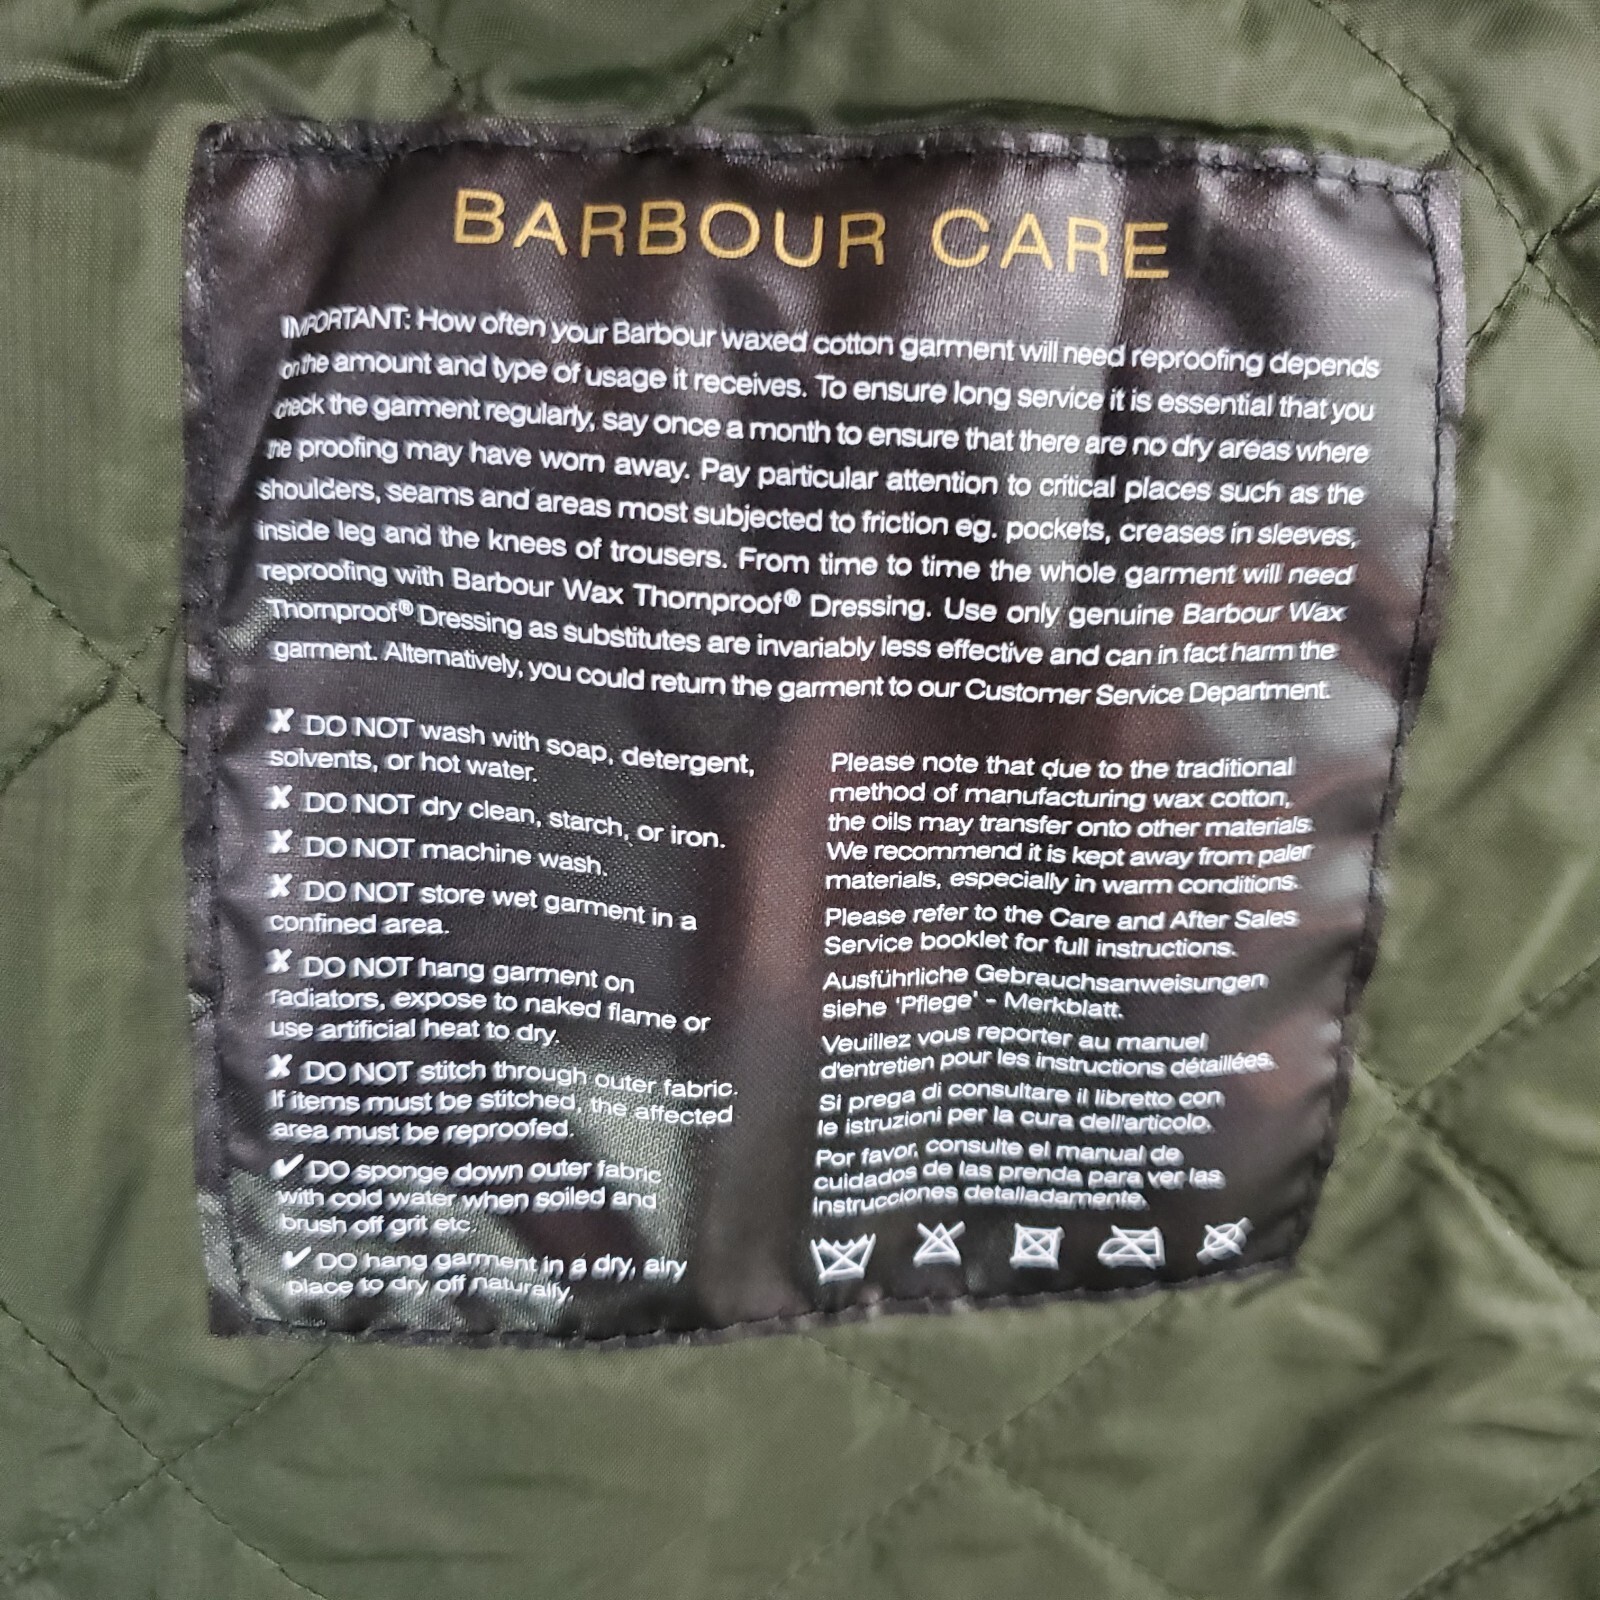 BARBOUR CARE
IMPORTANT: How often your Barbour waxed cotton garment will need reproofing depends
on the amount and type of usage it receives. To ensure long service it is essential that you
check the garment regularly, say once a month to ensure that there are no dry areas where
the proofing may have worn away. Pay particular attention to critical places such as the
shoulders, seams and areas most subjected to friction eg. pockets, creases in sleeves,
inside leg and the knees of trousers. From time to time the whole garment will need
reproofing with Barbour Wax Thornproof® Dressing. Use only genuine Barbour Wax
Thornproof® Dressing as substitutes are invariably less effective and can in fact harm the
garment. Alternatively, you could return the garment to our Customer Service Department.
✘ DO NOT wash with soap, detergent,
solvents, or hot water.
✘ DO NOT dry clean, starch, or iron.
✘ DO NOT machine wash.
✘ DO NOT store wet garment in a
confined area.
✘ DO NOT hang garment on
radiators, expose to naked flame or
use artificial heat to dry.
✘ DO NOT stitch through outer fabric.
If items must be stitched, the affected
area must be reproofed.
✔ DO sponge down outer fabric
with cold water when soiled and
brush off grit etc.
✔ DO hang garment in a dry, airy
place to dry off naturally.
Please note that due to the traditional
method of manufacturing wax cotton,
the oils may transfer onto other materials.
We recommend it is kept away from paler
materials, especially in warm conditions.
Please refer to the Care and After Sales
Service booklet for full instructions.
Ausführliche Gebrauchsanweisungen
siehe 'Pflege' - Merkblatt.
Veuillez vous reporter au manuel
d'entretien pour les instructions détaillées.
Si prega di consultare il libretto con
le istruzioni per la cura dell'articolo.
Por favor, consulte el manual de
cuidados de las prenda para ver las
instrucciones detalladamente.